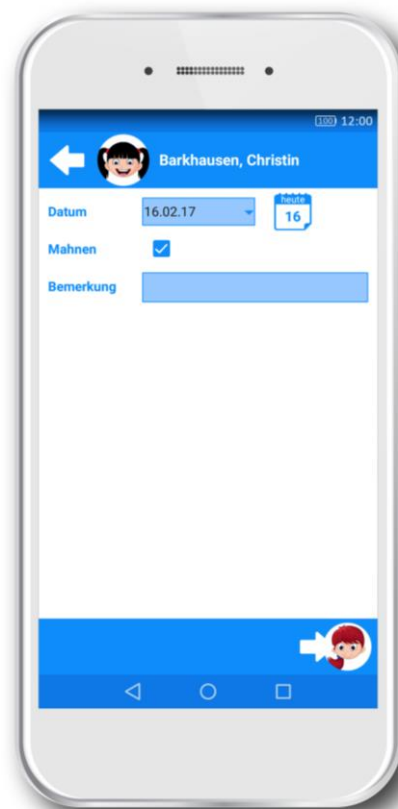 100 12:00
Barkhausen, Christin
Datum 16.02.17 heute 16
Mahnen
Bemerkung